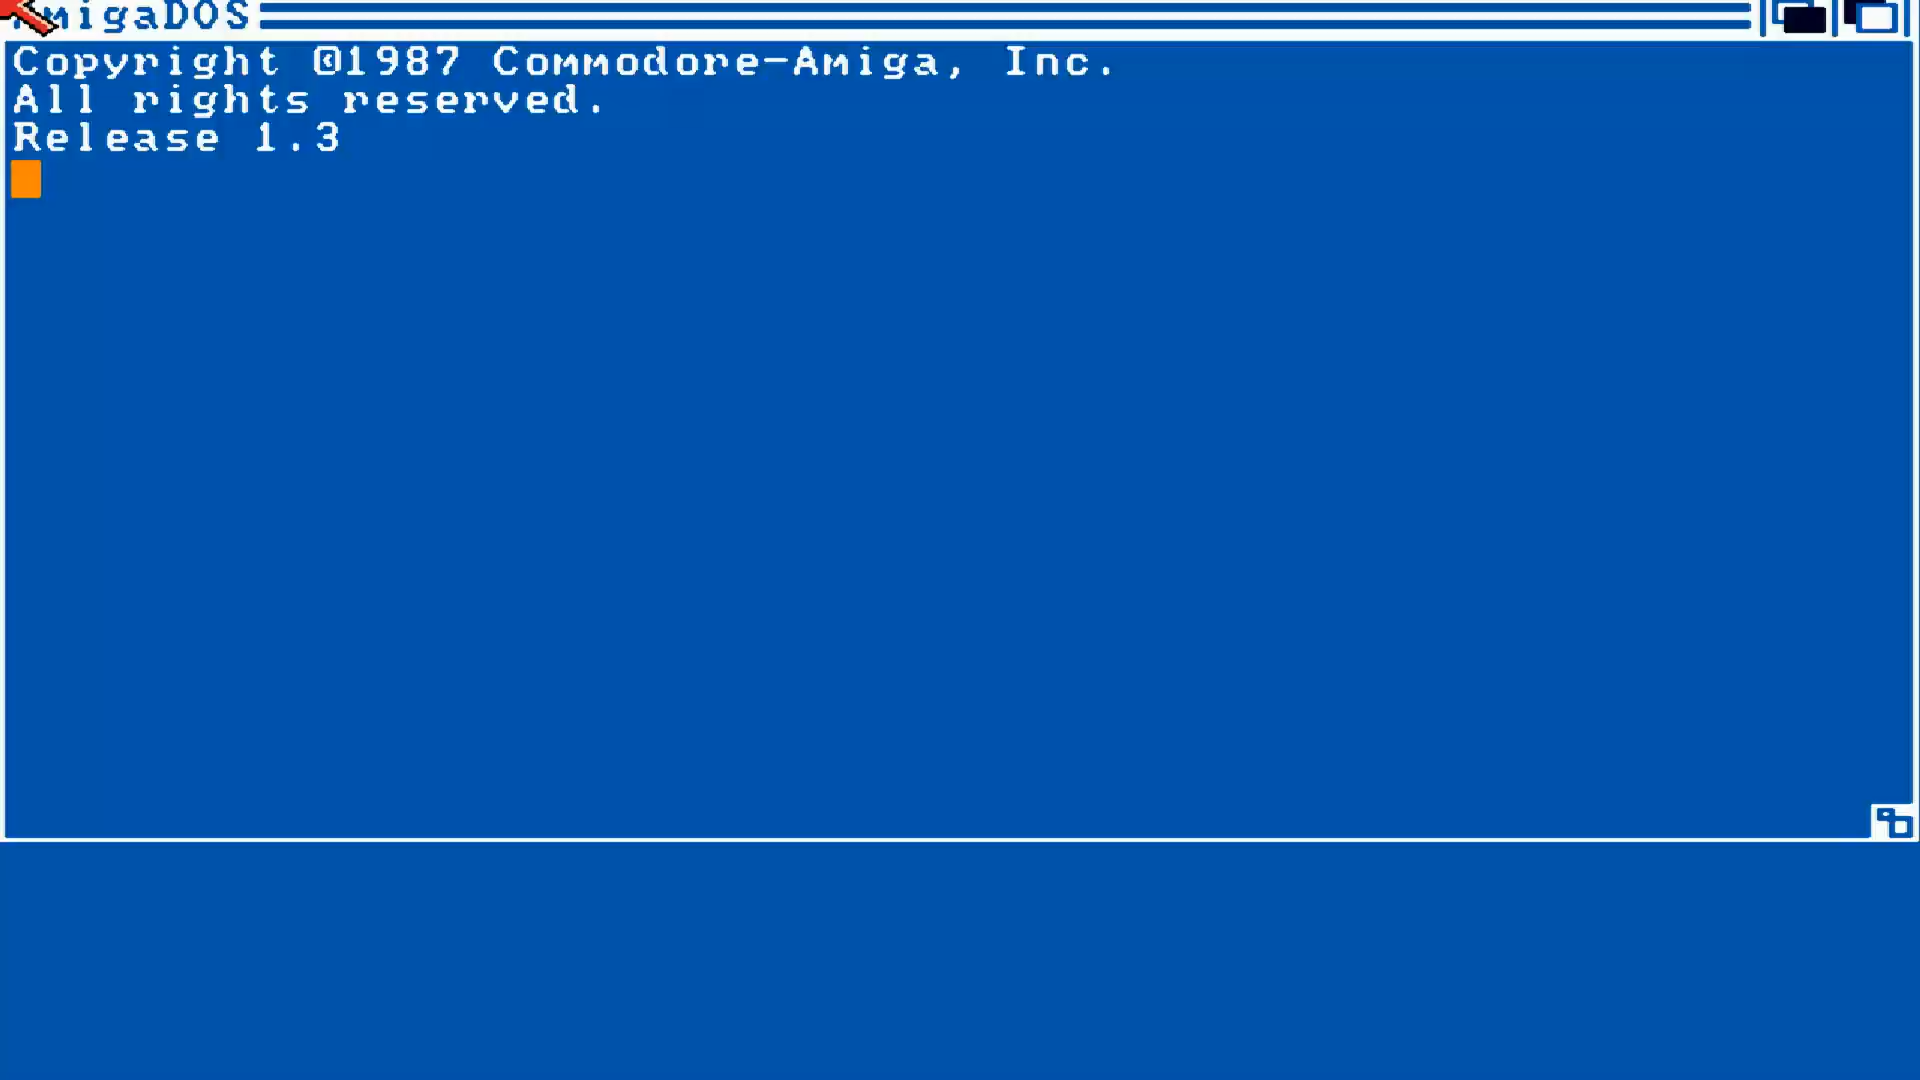 AmigaDOS
Copyright ©1987 Commodore-Amiga, Inc.
All rights reserved.
Release 1.3